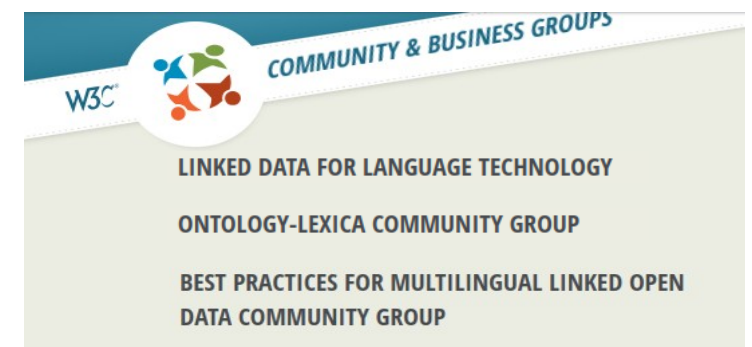 W3C
COMMUNITY & BUSINESS GROUPS
LINKED DATA FOR LANGUAGE TECHNOLOGY
ONTOLOGY-LEXICA COMMUNITY GROUP
BEST PRACTICES FOR MULTILINGUAL LINKED OPEN
DATA COMMUNITY GROUP